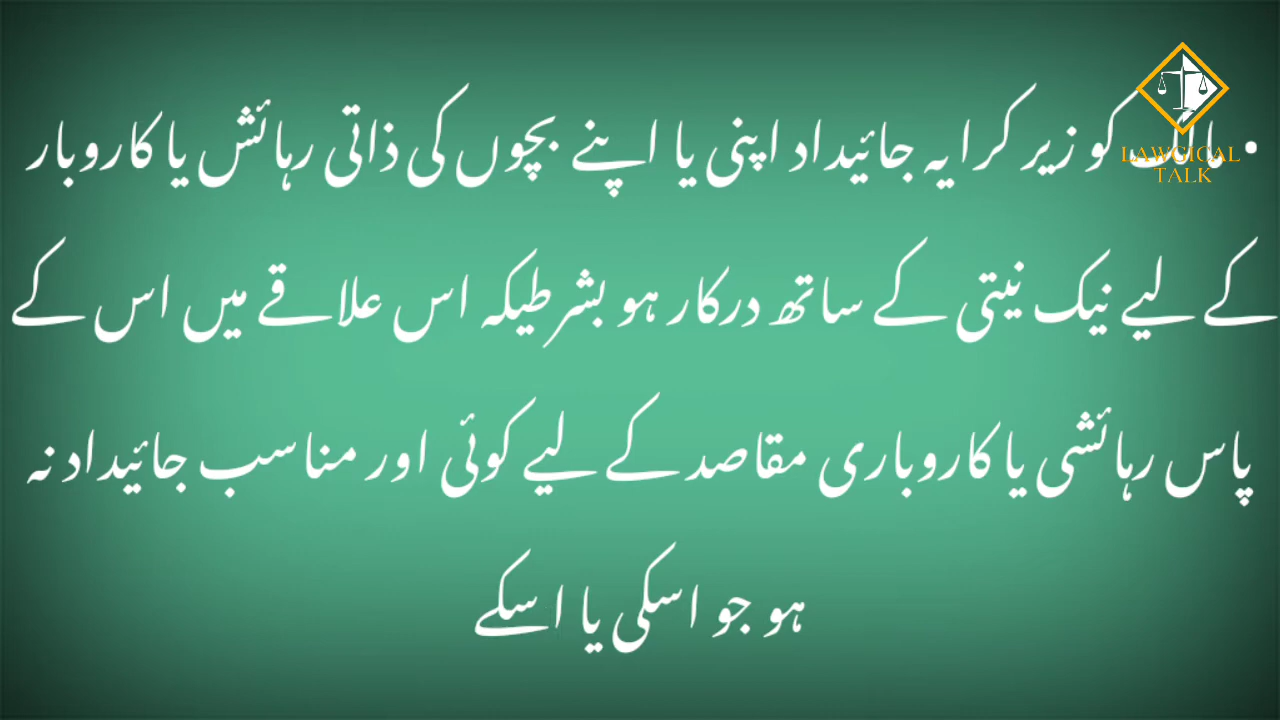 • مالک کو زیر کرایہ جائیداد اپنی یا اپنے بچوں کی ذاتی رہائش یا کاروبار
کے لیے نیک نیتی کے ساتھ درکار ہو بشرطیکہ اس علاقے میں اس کے
پاس رہائشی یا کاروباری مقاصد کے لیے کوئی اور مناسب جائیداد نہ
ہو جو اسکی یا اسکے
LAWGICAL
TALK